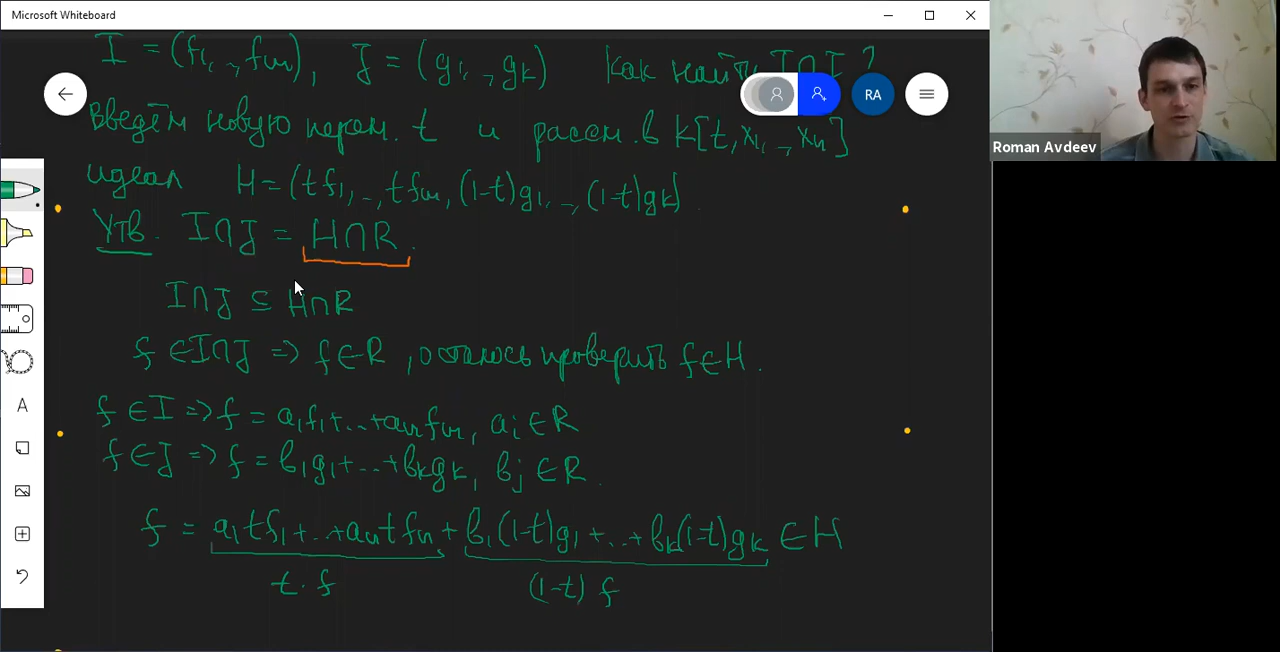 Microsoft Whiteboard
I = (f₁,..,fₘ), J = (g₁,..,gₖ) Как найти I∩J?
введём новую перем. t и рассм. в K[t,x₁,..,xₙ]
RA
Roman Avdeev
идеал H = (tf₁,..,tfₘ,(1-t)g₁,..,(1-t)gₖ)
Утв. I∩J = H∩R.
I∩J ⊆ H∩R
f ∈ I∩J => f ∈ R, осталось проверить f ∈ H.
f ∈ I => f = a₁f₁+..+aₘfₘ, aᵢ ∈ R
f ∈ J => f = b₁g₁+..+bₖgₖ, bⱼ ∈ R.
f = a₁tf₁+..+aₘtfₘ + b₁(1-t)g₁+..+bₖ(1-t)gₖ ∈ H
t·f (1-t) f
A